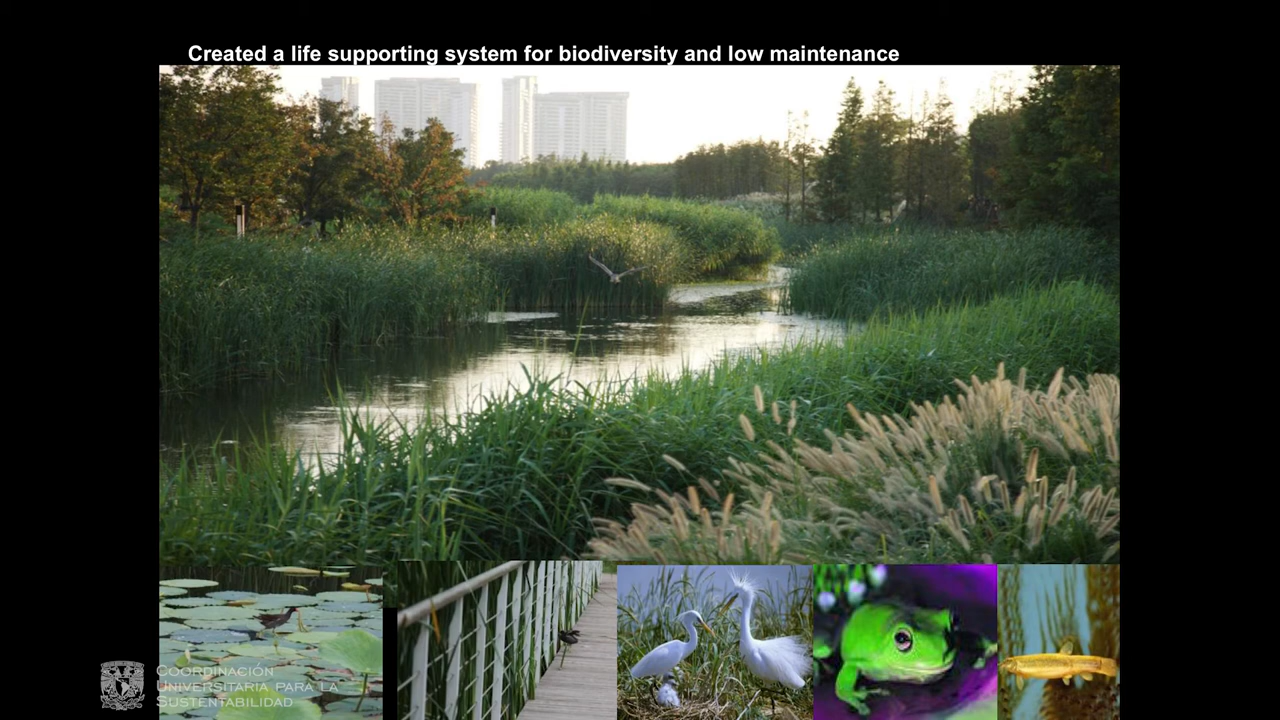 Created a life supporting system for biodiversity and low maintenance
COORDINACIÓN
UNIVERSITARIA PARA LA
SUSTENTABILIDAD